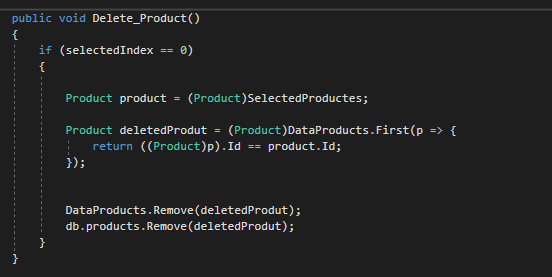 public void Delete_Product()
{
if (selectedIndex == 0)
{
Product product = (Product)SelectedProductes;
Product deletedProdut = (Product)DataProducts.First(p => {
return ((Product)p).Id == product.Id;
});
DataProducts.Remove(deletedProdut);
db.products.Remove(deletedProdut);
}
}